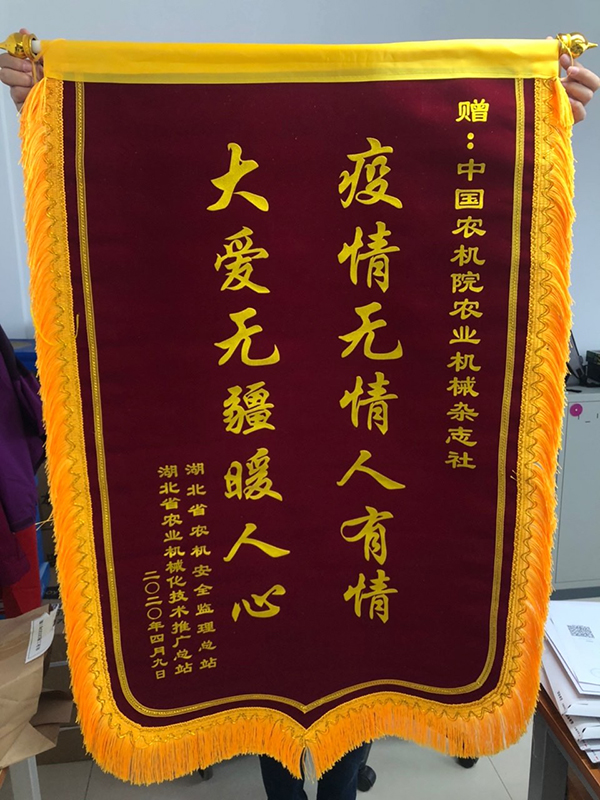 赠：中国农机院农业机械杂志社
疫情无情人有情
大爱无疆暖人心
湖北省农机安全监理总站
湖北省农业机械化技术推广总站
二〇二〇年四月九日